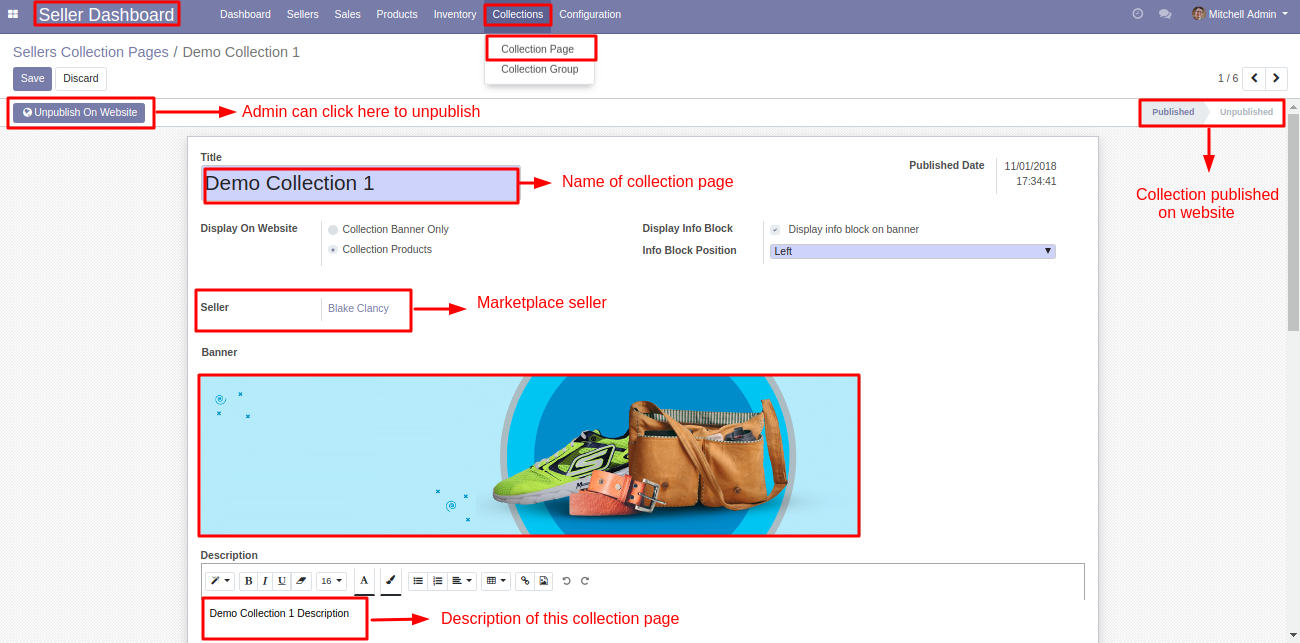 Seller Dashboard Dashboard Sellers Sales Products Inventory Collections Configuration Mitchell Admin
Collection Page
Collection Group
Sellers Collection Pages / Demo Collection 1
Save Discard
1 / 6
Unpublish On Website
Admin can click here to unpublish
Published Unpublished
Collection published
on website
Title
Demo Collection 1
Name of collection page
Published Date 11/01/2018
17:34:41
Display On Website
Collection Banner Only
Collection Products
Display Info Block
Display info block on banner
Info Block Position
Left
Seller
Blake Clancy
Marketplace seller
Banner
Description
B I U 16 A
Demo Collection 1 Description
Description of this collection page